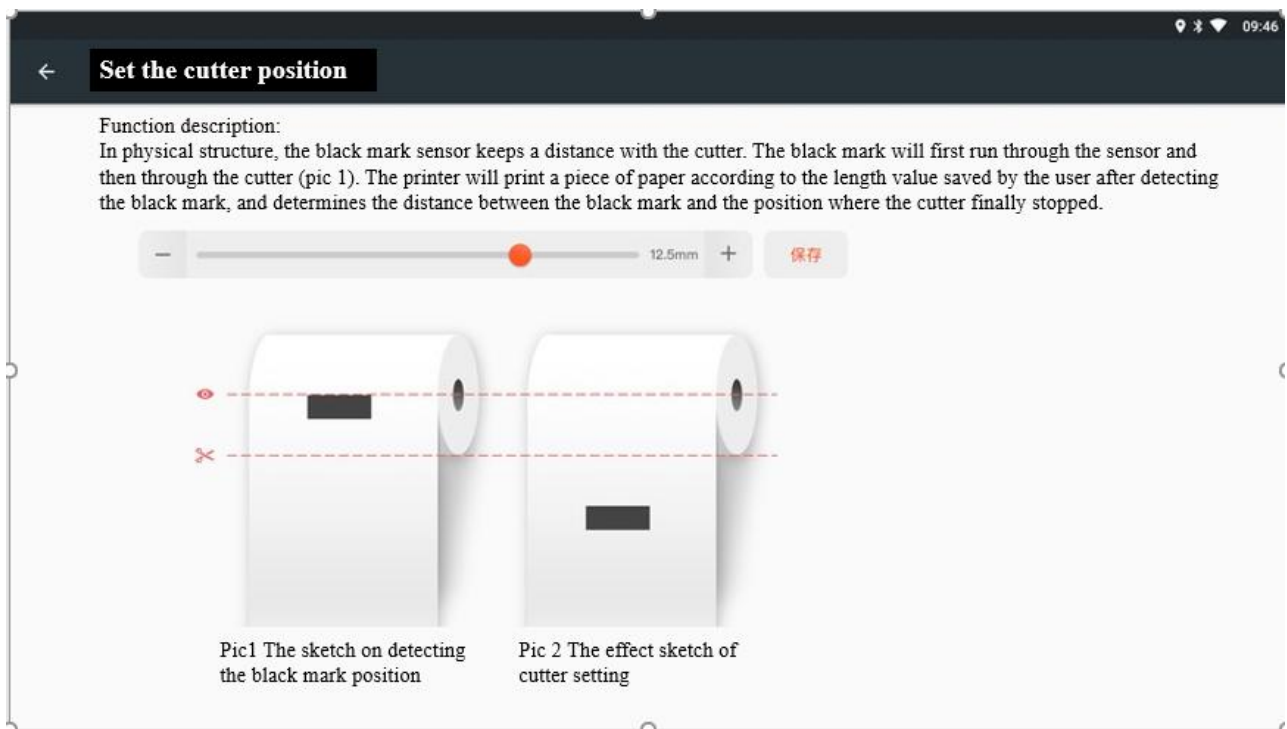 09:46
Set the cutter position
Function description:
In physical structure, the black mark sensor keeps a distance with the cutter. The black mark will first run through the sensor and
then through the cutter (pic 1). The printer will print a piece of paper according to the length value saved by the user after detecting
the black mark, and determines the distance between the black mark and the position where the cutter finally stopped.
12.5mm 保存
Pic1 The sketch on detecting
the black mark position
Pic 2 The effect sketch of
cutter setting